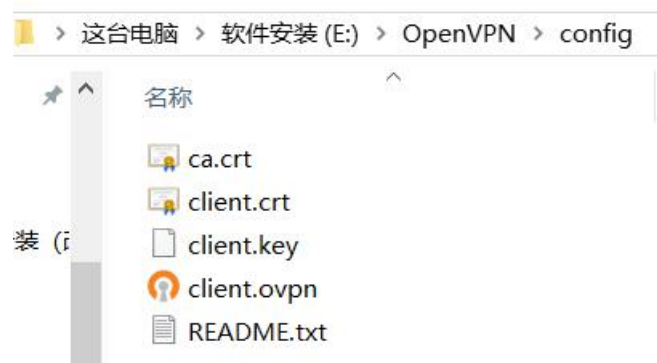 这台电脑 > 软件安装 (E:) > OpenVPN > config
名称
ca.crt
client.crt
装 (
client.key
client.ovpn
README.txt